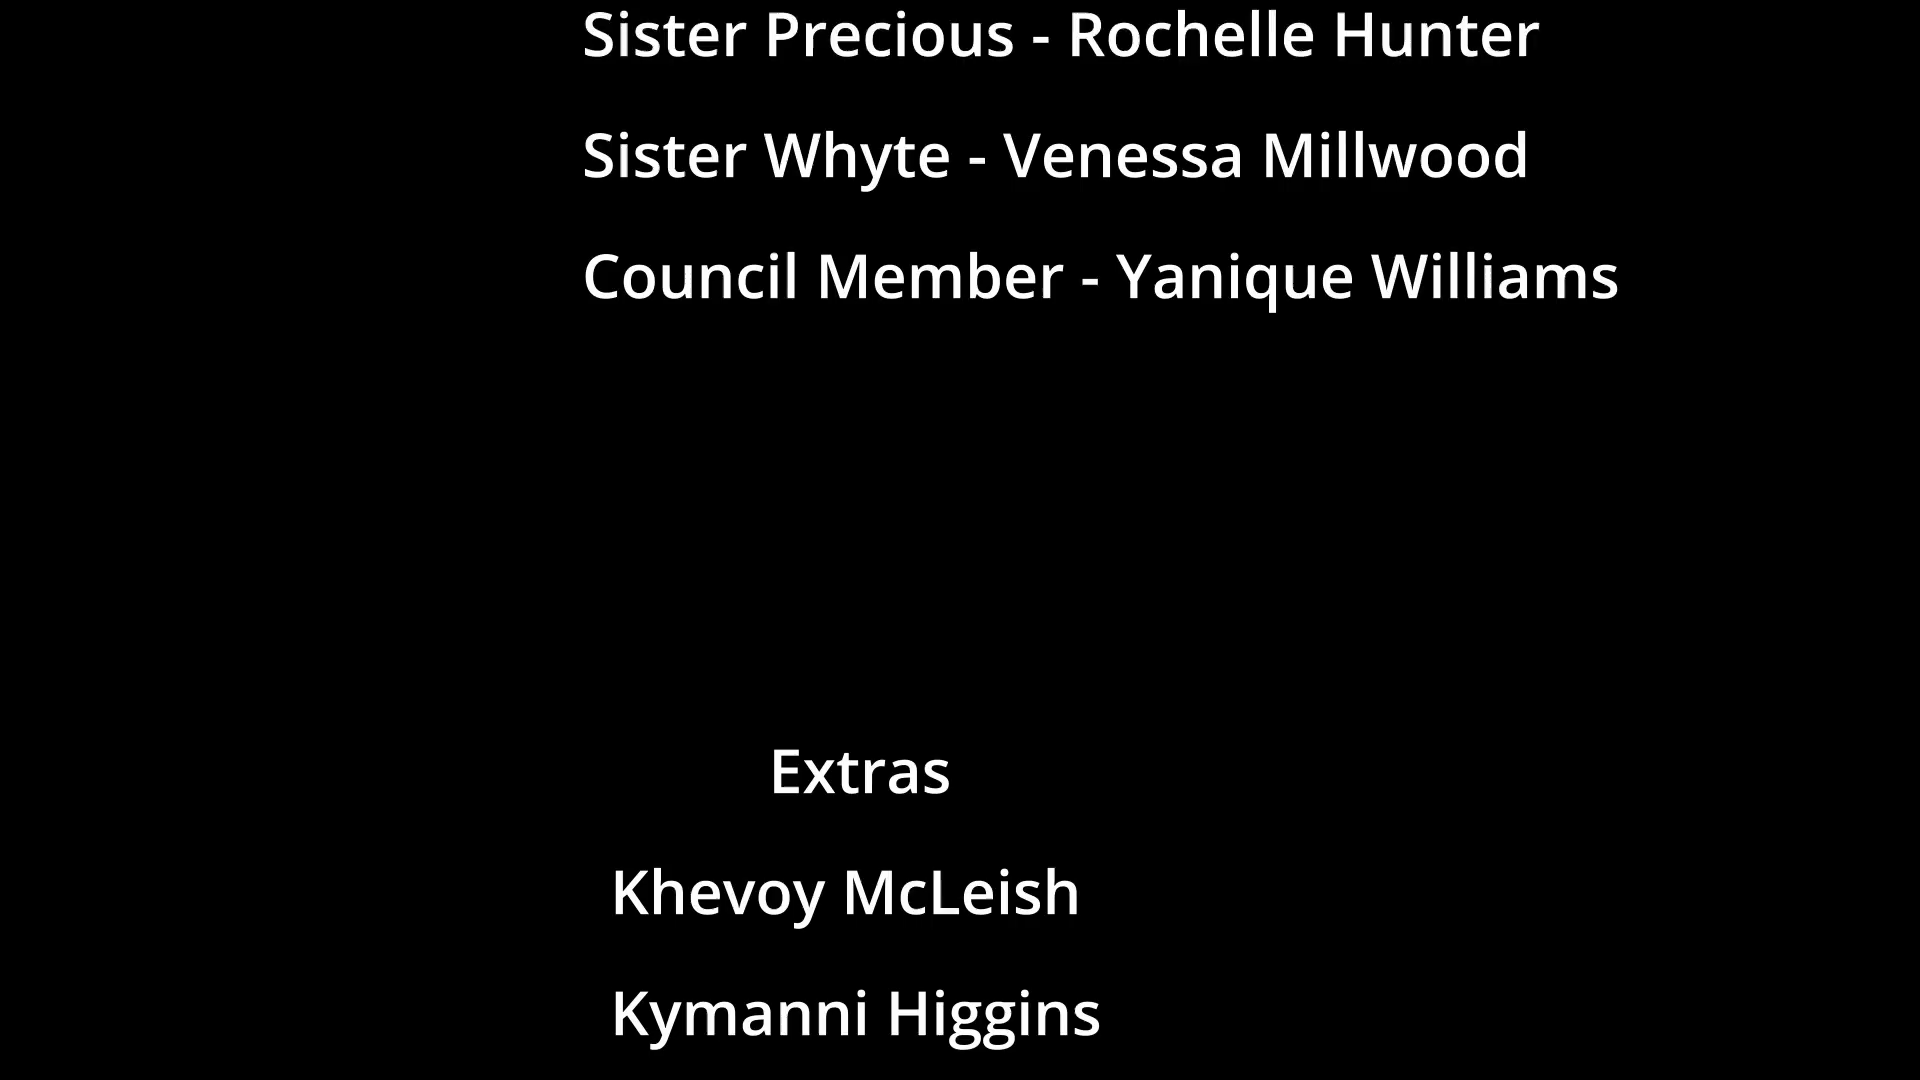 Sister Precious - Rochelle Hunter
Sister Whyte - Venessa Millwood
Council Member - Yanique Williams
Extras
Khevoy McLeish
Kymanni Higgins